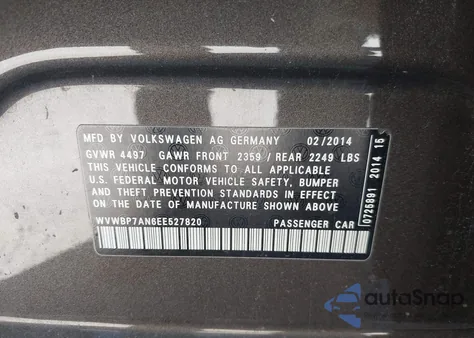 MFD BY VOLKSWAGEN AG GERMANY 02/2014
GVWR 4497 GAWR FRONT 2359 / REAR 2249 LBS
THIS VEHICLE CONFORMS TO ALL APPLICABLE
U.S. FEDERAL MOTOR VEHICLE SAFETY, BUMPER
AND THEFT PREVENTION STANDARDS IN EFFECT
ON THE DATE OF MANUFACTURE SHOWN ABOVE
WVWBP7AN6EE527820 PASSENGER CAR
0725891 2014 16
autoSnap